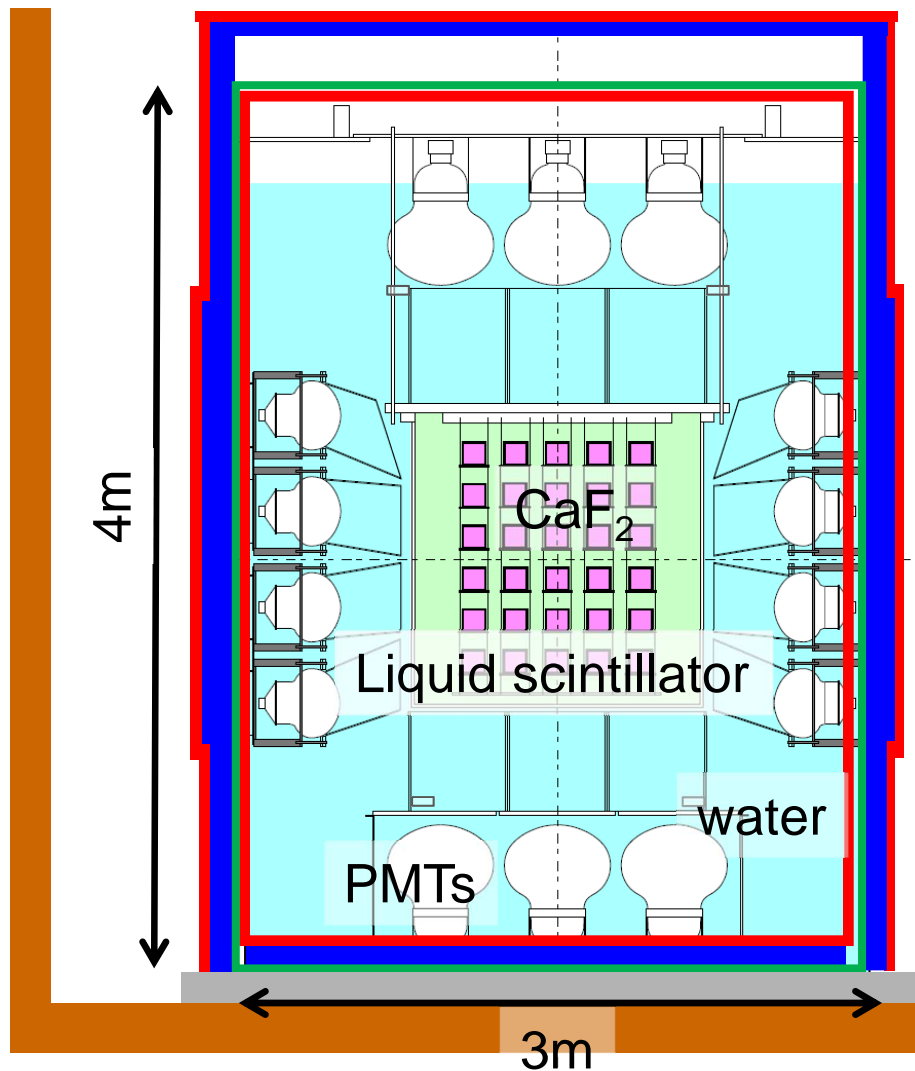 4m
CaF₂
Liquid scintillator
water
PMTs
3m